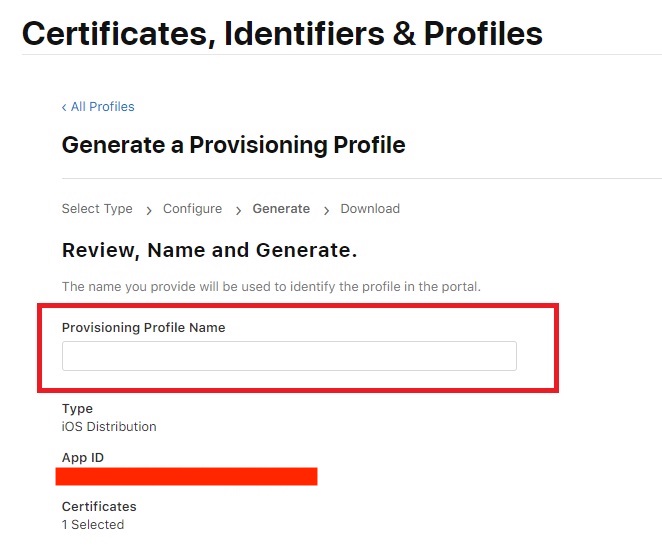 Certificates, Identifiers & Profiles
‹ All Profiles
Generate a Provisioning Profile
Select Type › Configure › Generate › Download
Review, Name and Generate.
The name you provide will be used to identify the profile in the portal.
Provisioning Profile Name
Type
iOS Distribution
App ID
Certificates
1 Selected